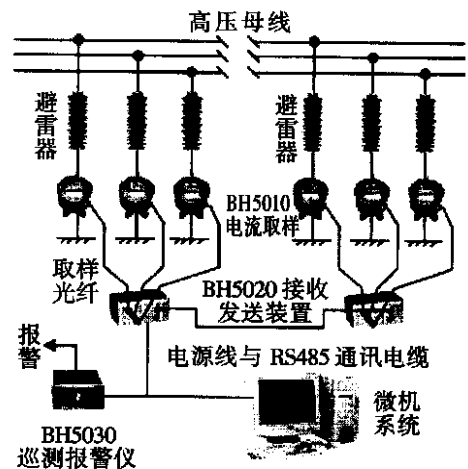 高压母线
避雷器
避雷器
BH5010
电流取样
取样
光纤
BH5020 接收
发送装置
报警
电源线与 RS485 通讯电缆
微机
系统
BH5030
巡测报警仪